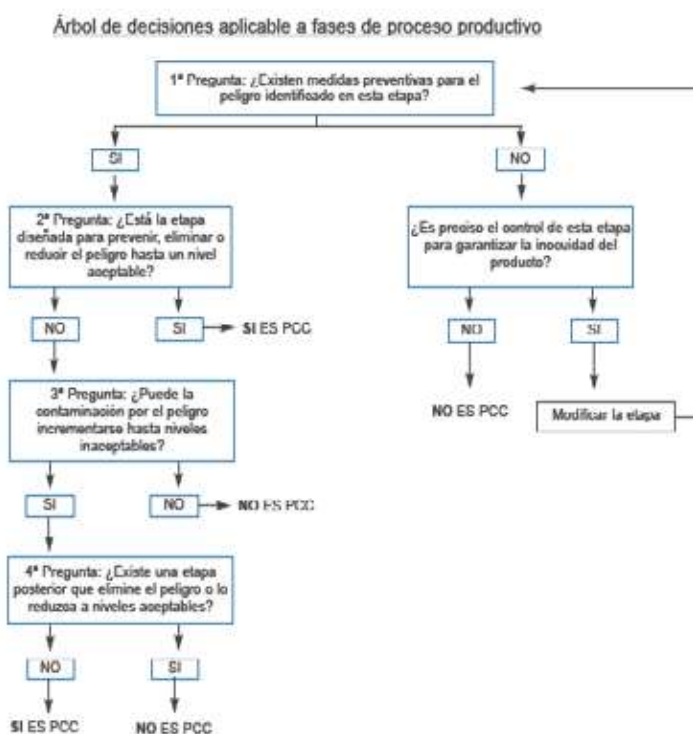 Árbol de decisiones aplicable a fases de proceso productivo
1ª Pregunta: ¿Existen medidas preventivas para el
peligro identificado en esta etapa?
SI
NO
2ª Pregunta: ¿Está la etapa
diseñada para prevenir, eliminar o
reducir el peligro hasta un nivel
aceptable?
¿Es preciso el control de esta etapa
para garantizar la inocuidad del
producto?
NO
SI
SI ES PCC
NO
SI
3ª Pregunta: ¿Puede la
contaminación por el peligro
incrementarse hasta niveles
inaceptables?
NO ES PCC
Modificar la etapa
SI
NO
NO ES PCC
4ª Pregunta: ¿Existe una etapa
posterior que elimine el peligro o lo
reduzca a niveles aceptables?
NO
SI
SI ES PCC
NO ES PCC